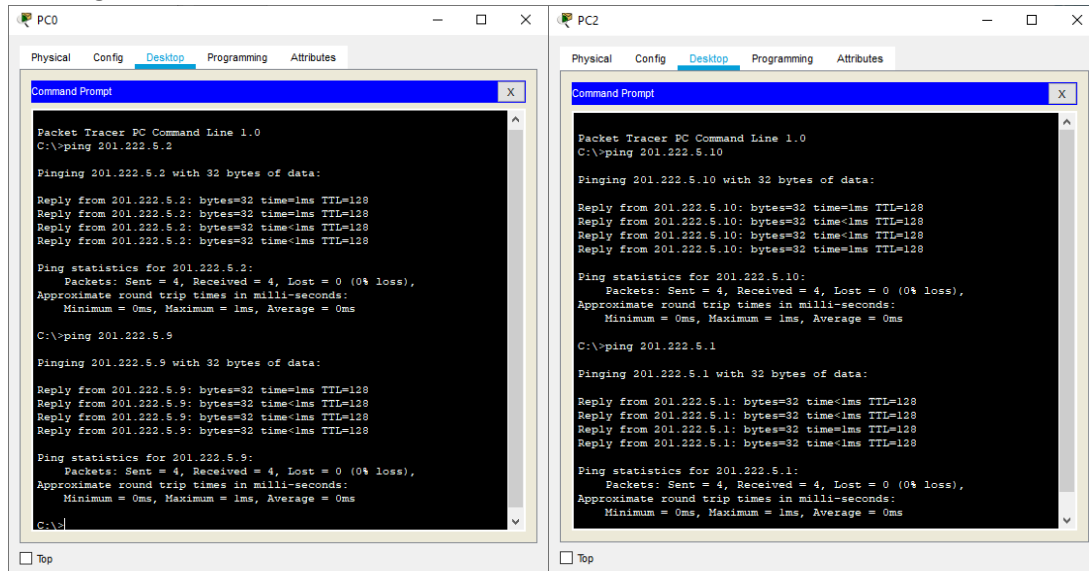 PC0
Physical Config Desktop Programming Attributes
Command Prompt X
Packet Tracer PC Command Line 1.0
C:\>ping 201.222.5.2
Pinging 201.222.5.2 with 32 bytes of data:
Reply from 201.222.5.2: bytes=32 time=1ms TTL=128
Reply from 201.222.5.2: bytes=32 time=1ms TTL=128
Reply from 201.222.5.2: bytes=32 time<1ms TTL=128
Reply from 201.222.5.2: bytes=32 time<1ms TTL=128
Ping statistics for 201.222.5.2:
Packets: Sent = 4, Received = 4, Lost = 0 (0% loss),
Approximate round trip times in milli-seconds:
Minimum = 0ms, Maximum = 1ms, Average = 0ms
C:\>ping 201.222.5.9
Pinging 201.222.5.9 with 32 bytes of data:
Reply from 201.222.5.9: bytes=32 time=1ms TTL=128
Reply from 201.222.5.9: bytes=32 time<1ms TTL=128
Reply from 201.222.5.9: bytes=32 time<1ms TTL=128
Reply from 201.222.5.9: bytes=32 time<1ms TTL=128
Ping statistics for 201.222.5.9:
Packets: Sent = 4, Received = 4, Lost = 0 (0% loss),
Approximate round trip times in milli-seconds:
Minimum = 0ms, Maximum = 1ms, Average = 0ms
C:\>
Top
PC2
Physical Config Desktop Programming Attributes
Command Prompt X
Packet Tracer PC Command Line 1.0
C:\>ping 201.222.5.10
Pinging 201.222.5.10 with 32 bytes of data:
Reply from 201.222.5.10: bytes=32 time=1ms TTL=128
Reply from 201.222.5.10: bytes=32 time<1ms TTL=128
Reply from 201.222.5.10: bytes=32 time<1ms TTL=128
Reply from 201.222.5.10: bytes=32 time=1ms TTL=128
Ping statistics for 201.222.5.10:
Packets: Sent = 4, Received = 4, Lost = 0 (0% loss),
Approximate round trip times in milli-seconds:
Minimum = 0ms, Maximum = 1ms, Average = 0ms
C:\>ping 201.222.5.1
Pinging 201.222.5.1 with 32 bytes of data:
Reply from 201.222.5.1: bytes=32 time<1ms TTL=128
Reply from 201.222.5.1: bytes=32 time<1ms TTL=128
Reply from 201.222.5.1: bytes=32 time<1ms TTL=128
Reply from 201.222.5.1: bytes=32 time<1ms TTL=128
Ping statistics for 201.222.5.1:
Packets: Sent = 4, Received = 4, Lost = 0 (0% loss),
Approximate round trip times in milli-seconds:
Minimum = 0ms, Maximum = 1ms, Average = 0ms
Top